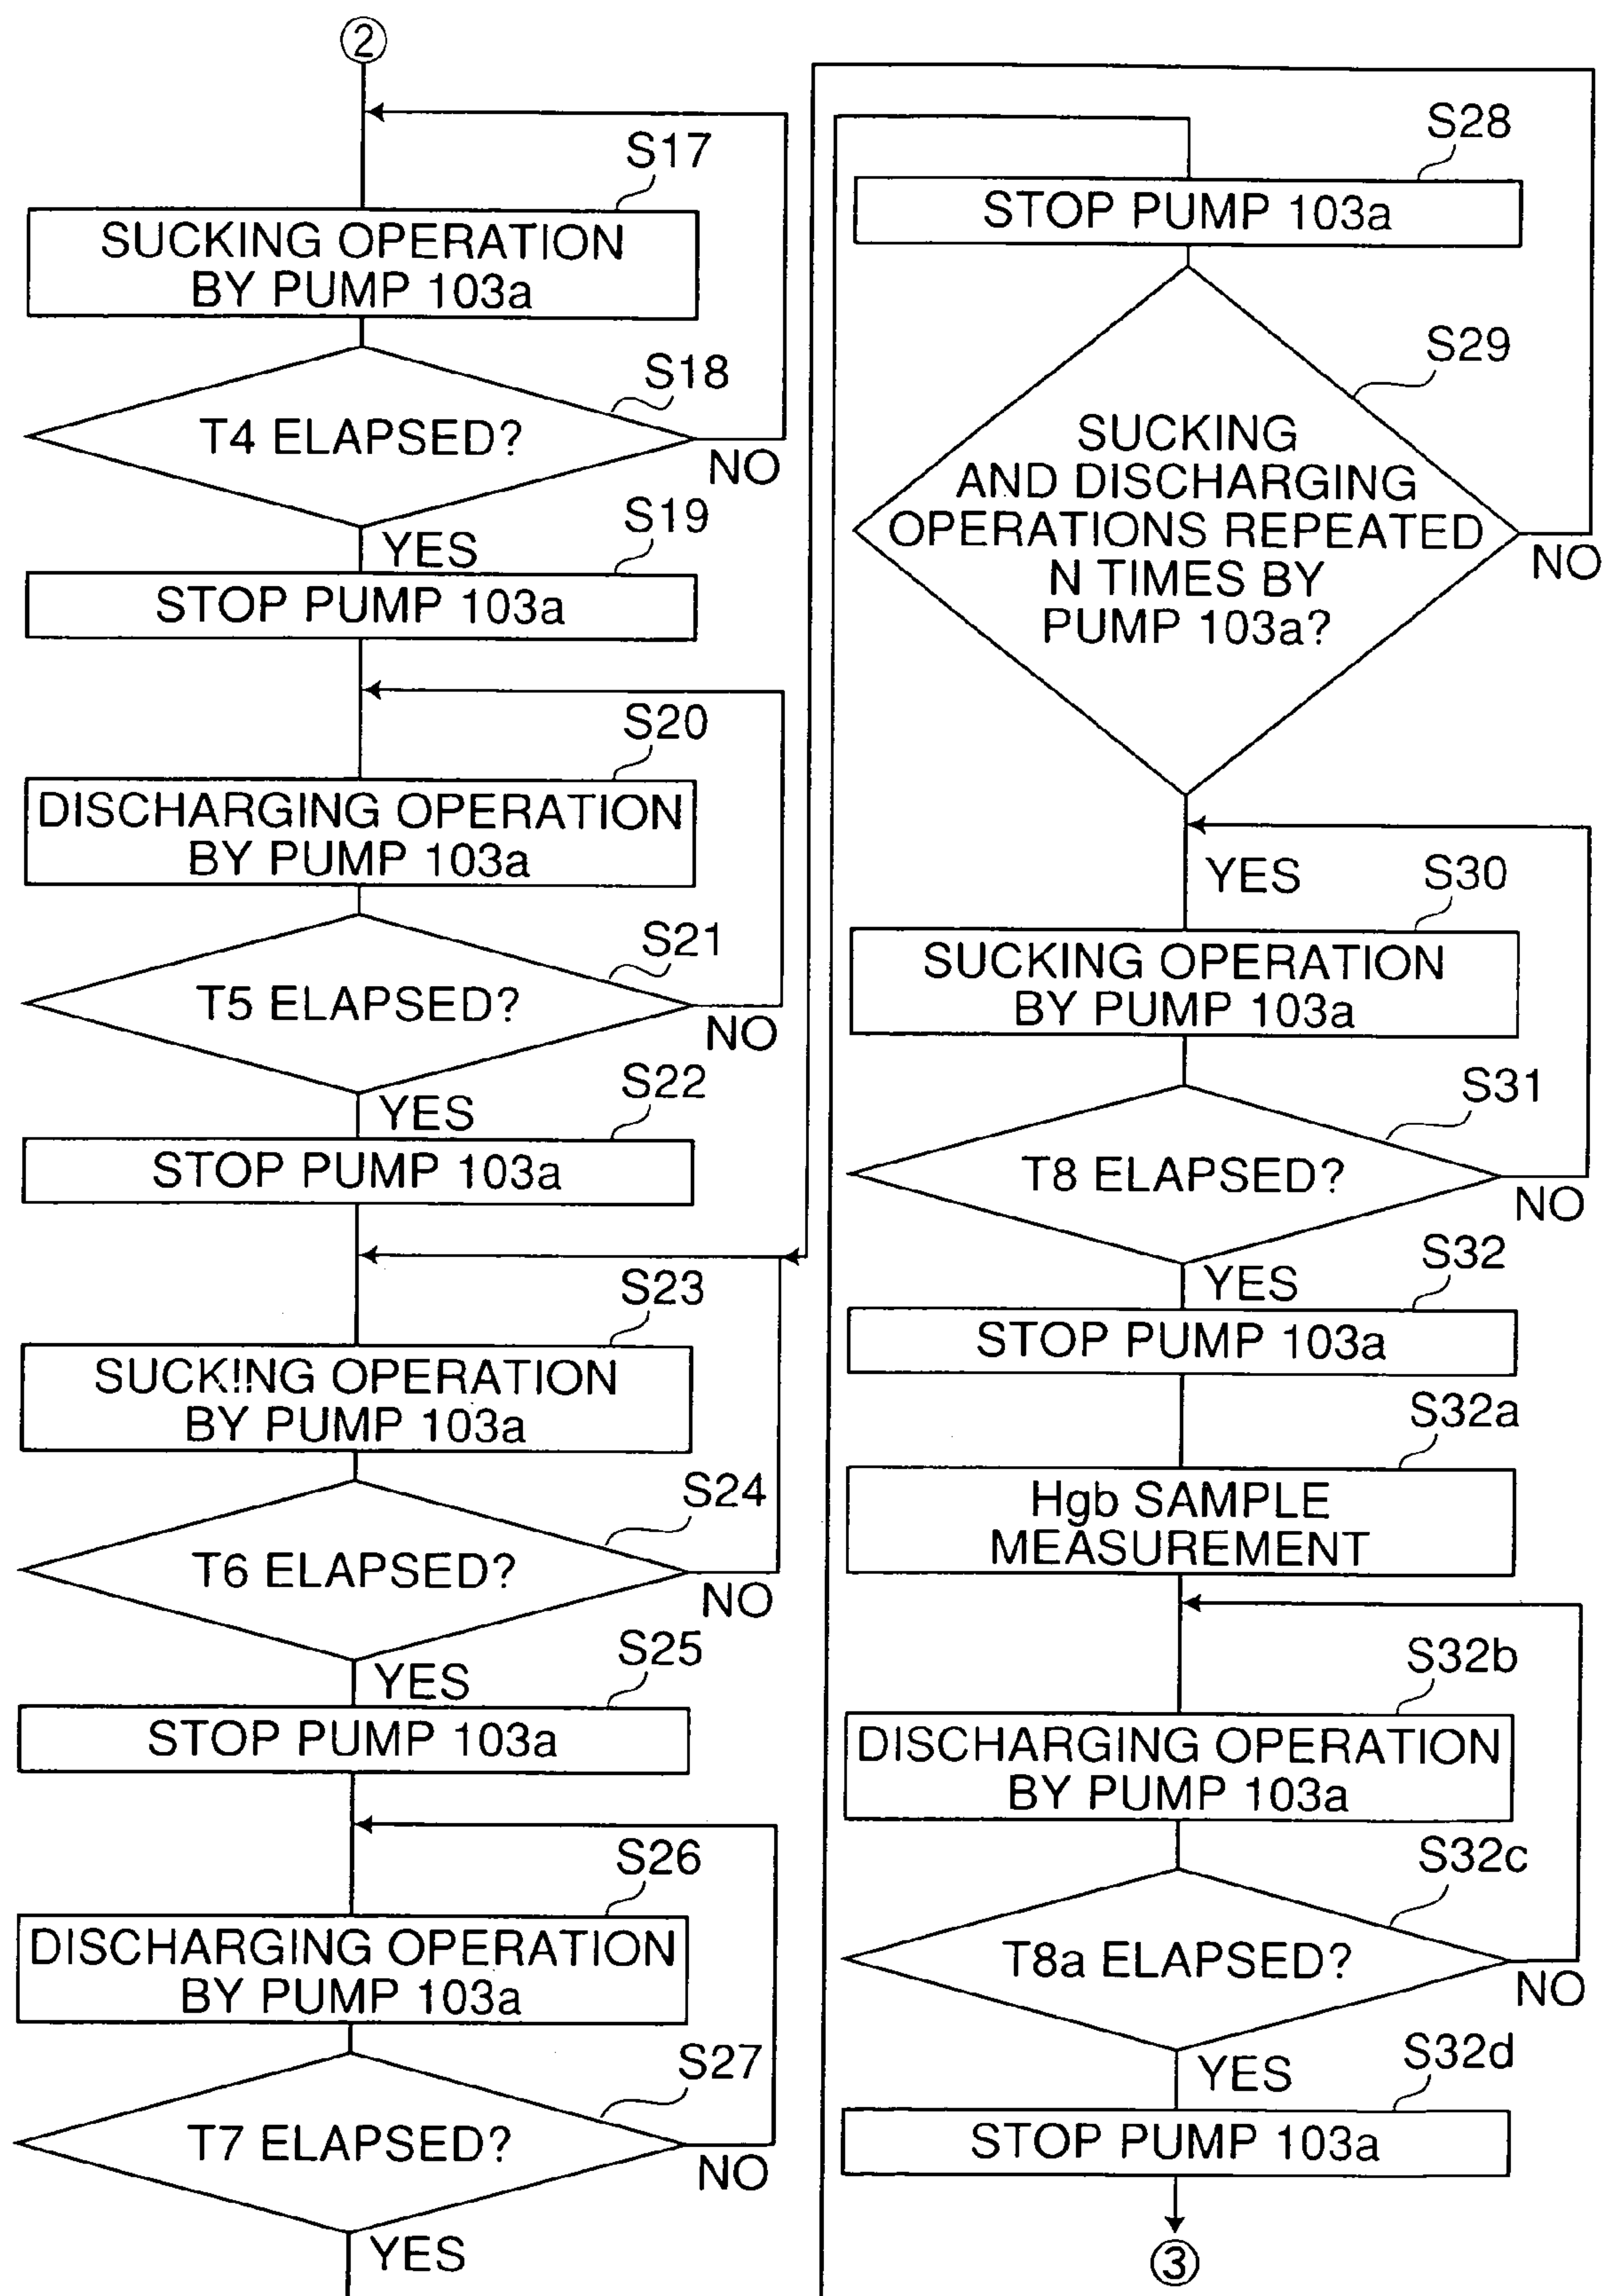 ②
S17
SUCKING OPERATION
BY PUMP 103a
S18
T4 ELAPSED?
NO
YES
S19
STOP PUMP 103a
S20
DISCHARGING OPERATION
BY PUMP 103a
S21
T5 ELAPSED?
NO
YES
S22
STOP PUMP 103a
S23
SUCKING OPERATION
BY PUMP 103a
S24
T6 ELAPSED?
NO
YES
S25
STOP PUMP 103a
S26
DISCHARGING OPERATION
BY PUMP 103a
S27
T7 ELAPSED?
NO
YES
S28
STOP PUMP 103a
S29
SUCKING
AND DISCHARGING
OPERATIONS REPEATED
N TIMES BY
PUMP 103a?
NO
YES
S30
SUCKING OPERATION
BY PUMP 103a
S31
T8 ELAPSED?
NO
YES
S32
STOP PUMP 103a
S32a
Hgb SAMPLE
MEASUREMENT
S32b
DISCHARGING OPERATION
BY PUMP 103a
S32c
T8a ELAPSED?
NO
YES
S32d
STOP PUMP 103a
③